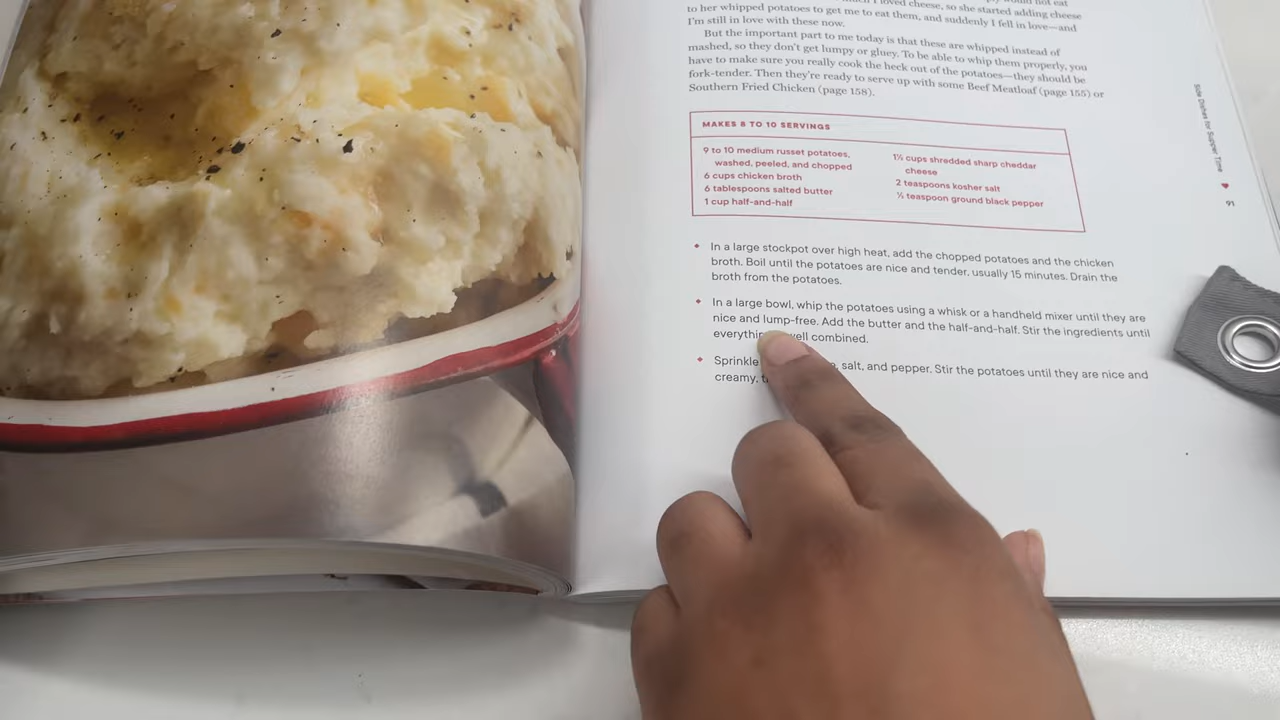 I loved cheese, so she started adding cheese
to her whipped potatoes to get me to eat them, and suddenly I fell in love—and
I'm still in love with these now.
But the important part to me today is that these are whipped instead of
mashed, so they don't get lumpy or gluey. To be able to whip them properly, you
have to make sure you really cook the heck out of the potatoes—they should be
fork-tender. Then they're ready to serve up with some Beef Meatloaf (page 155) or
Southern Fried Chicken (page 158).
MAKES 8 TO 10 SERVINGS
9 to 10 medium russet potatoes,
washed, peeled, and chopped
6 cups chicken broth
6 tablespoons salted butter
1 cup half-and-half
cups shredded sharp cheddar
cheese
2 teaspoons kosher salt
teaspoon ground black pepper
• In a large stockpot over high heat, add the chopped potatoes and the chicken
broth. Boil until the potatoes are nice and tender, usually 15 minutes. Drain the
broth from the potatoes.
• In a large bowl, whip the potatoes using a whisk or a handheld mixer until they are
nice and lump-free. Add the butter and the half-and-half. Stir the ingredients until
well combined.
• Sprinkle salt, and pepper. Stir the potatoes until they are nice and
creamy,
Side Dishes for Supper Time
91